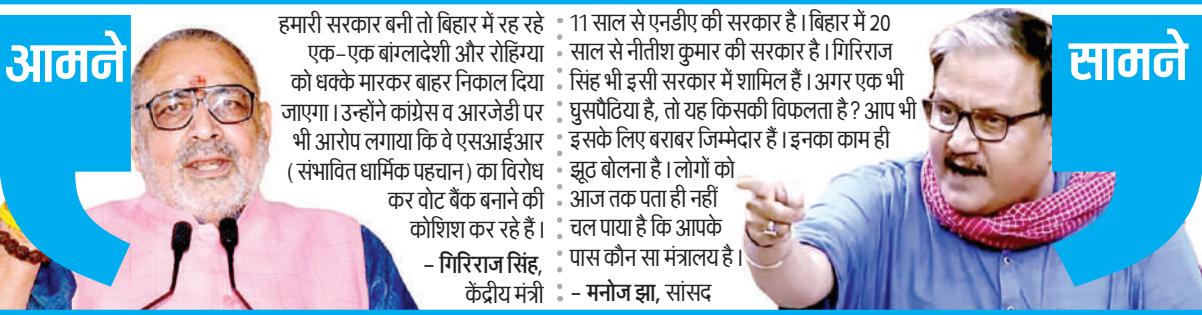 आमने
हमारी सरकार बनी तो बिहार में रह रहे
एक-एक बांग्लादेशी और रोहिंग्या
को धक्के मारकर बाहर निकाल दिया
जाएगा। उन्होंने कांग्रेस व आरजेडी पर
भी आरोप लगाया कि वे एसआईआर
(संभावित धार्मिक पहचान) का विरोध
कर वोट बैंक बनाने की
कोशिश कर रहे हैं।
– गिरिराज सिंह,
केंद्रीय मंत्री
11 साल से एनडीए की सरकार है। बिहार में 20
साल से नीतीश कुमार की सरकार है। गिरिराज
सिंह भी इसी सरकार में शामिल हैं। अगर एक भी
घुसपैठिया है, तो यह किसकी विफलता है? आप भी
इसके लिए बराबर जिम्मेदार हैं। इनका काम ही
झूठ बोलना है। लोगों को
आज तक पता ही नहीं
चल पाया है कि आपके
पास कौन सा मंत्रालय है।
– मनोज झा, सांसद
सामने